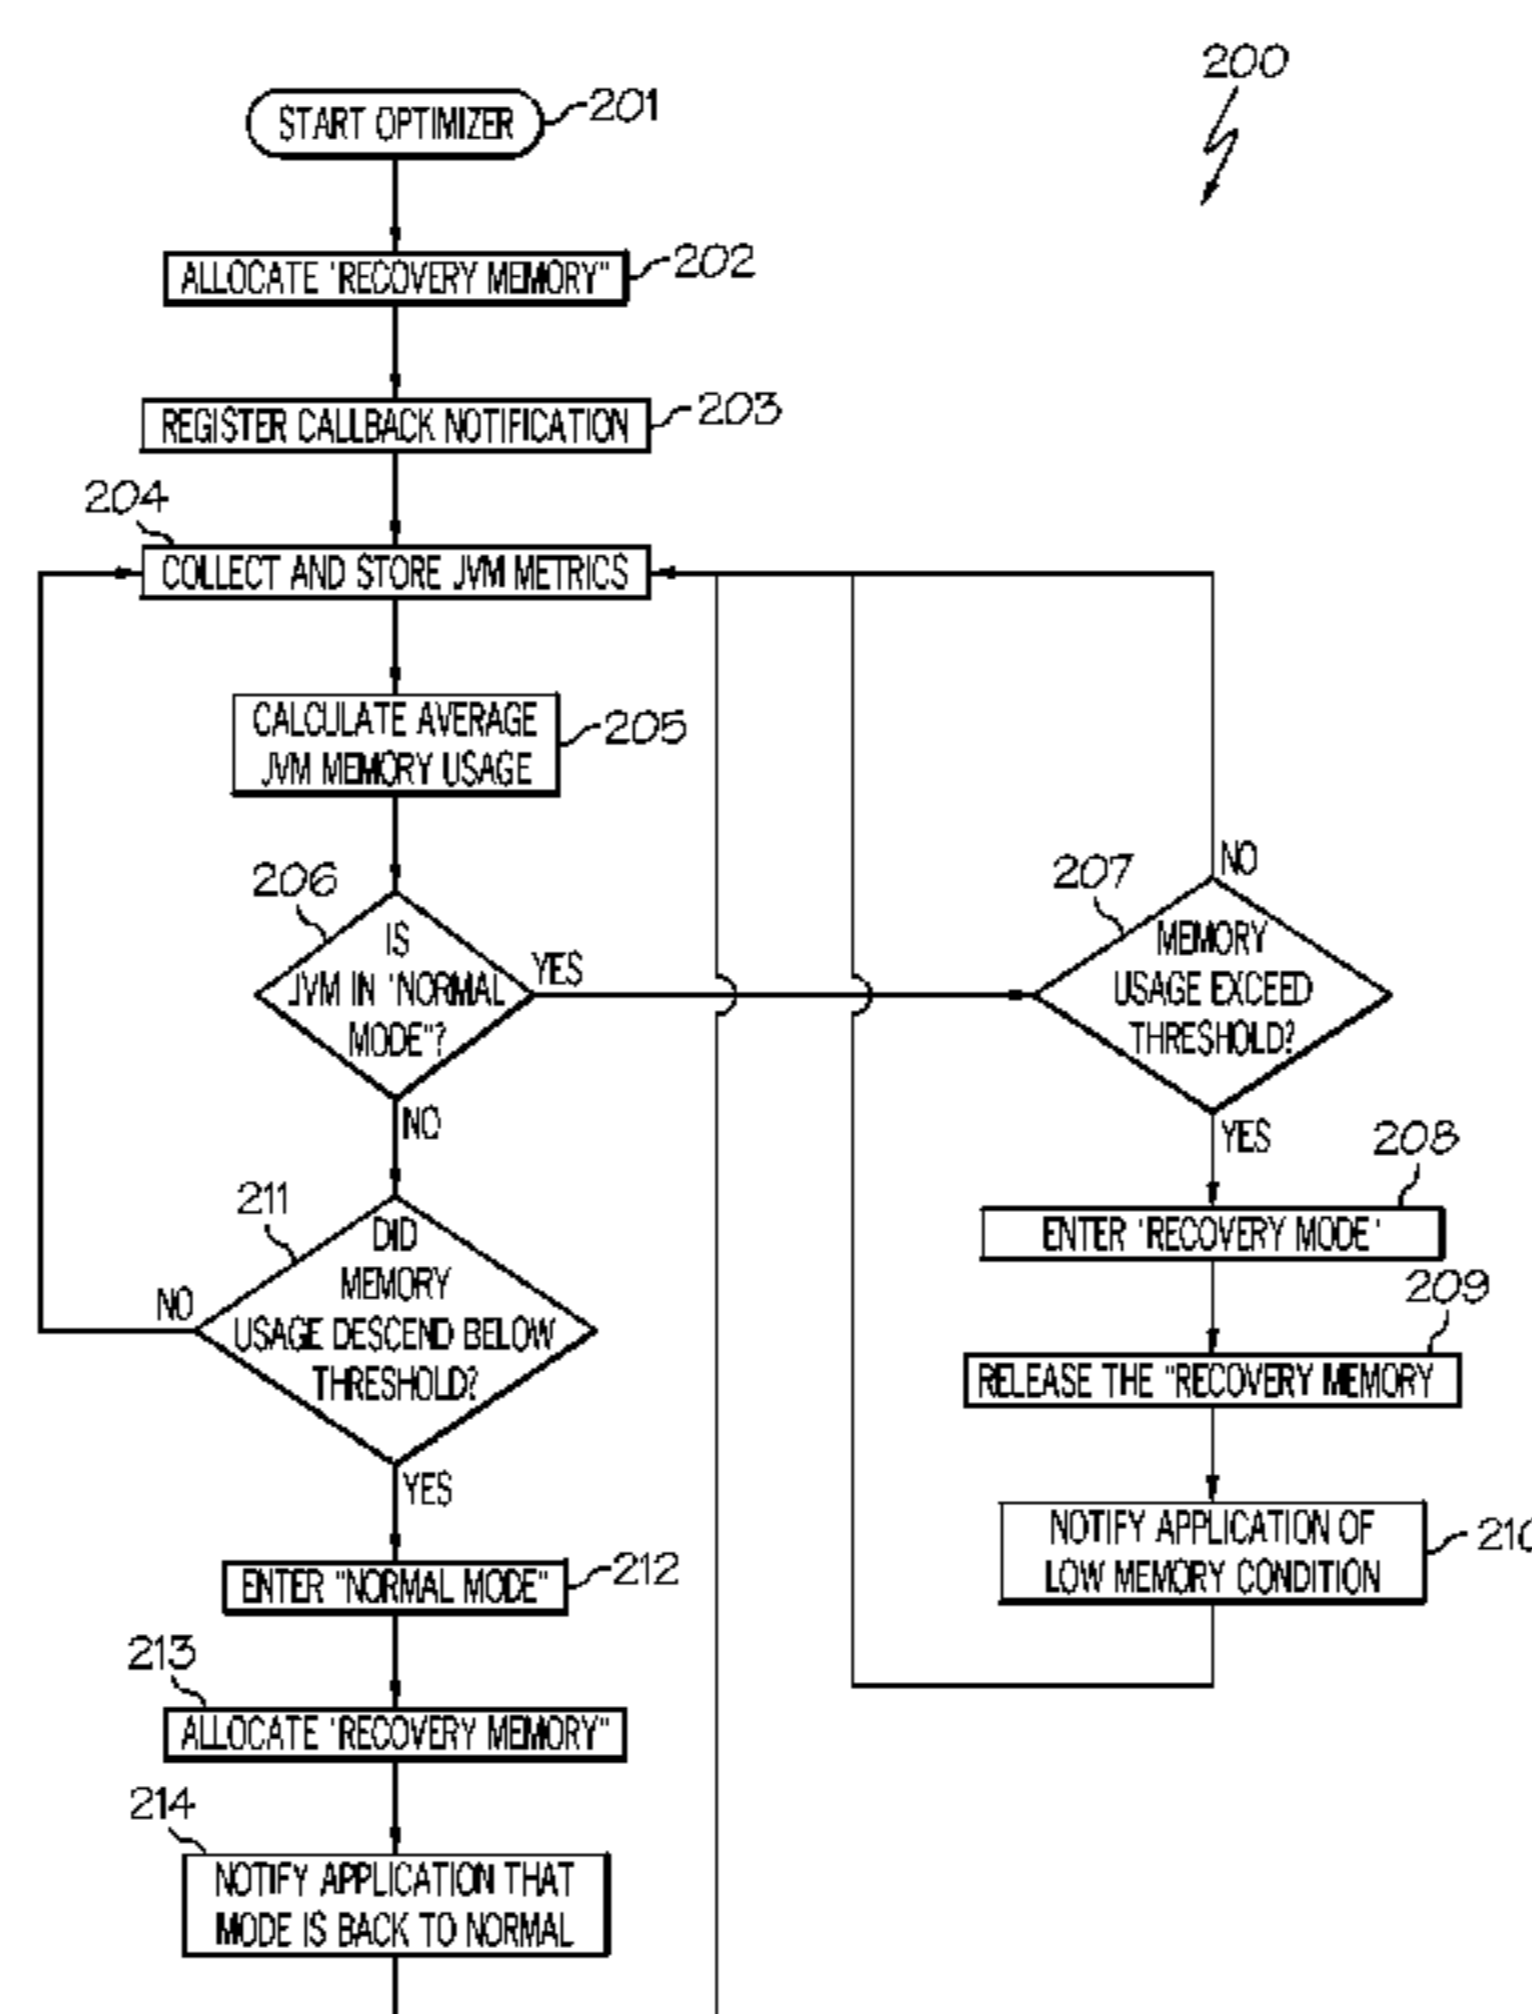 200
START OPTIMIZER
201
ALLOCATE 'RECOVERY MEMORY"
202
REGISTER CALLBACK NOTIFICATION
203
204
COLLECT AND STORE JVM METRICS
CALCULATE AVERAGE
JVM MEMORY USAGE
205
206
IS
JVM IN 'NORMAL
MODE"?
YES
NO
207
MEMORY
USAGE EXCEED
THRESHOLD?
NO
YES
208
ENTER 'RECOVERY MODE'
209
RELEASE THE "RECOVERY MEMORY
NOTIFY APPLICATION OF
LOW MEMORY CONDITION
210
211
DID
MEMORY
USAGE DESCEND BELOW
THRESHOLD?
NO
YES
ENTER "NORMAL MODE"
212
213
ALLOCATE 'RECOVERY MEMORY"
214
NOTIFY APPLICATION THAT
MODE IS BACK TO NORMAL